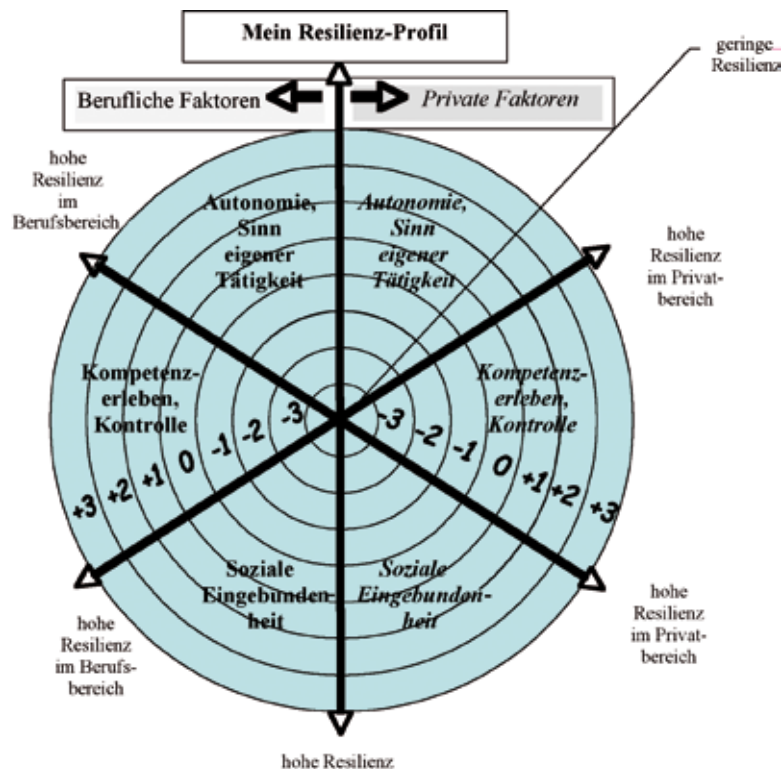 Mein Resilienz-Profil
geringe
Resilienz
Berufliche Faktoren
Private Faktoren
hohe
Resilienz
im
Berufsbereich
Autonomie,
Sinn
eigener
Tätigkeit
Autonomie,
Sinn
eigener
Tätigkeit
hohe
Resilienz
im Privat-
bereich
Kompetenz-
erleben,
Kontrolle
Kompetenz-
erleben,
Kontrolle
+3 +2 +1 0 -1 -2 -3
-3 -2 -1 0 +1 +2 +3
Soziale
Eingebunden
heit
Soziale
Eingebunden-
heit
hohe
Resilienz
im Berufs-
bereich
hohe
Resilienz
im Privat-
bereich
hohe Resilienz